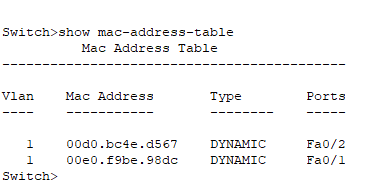 Switch>show mac-address-table
Mac Address Table
-------------------------------------------
Vlan Mac Address Type Ports
---- ----------- -------- -----
1 00d0.bc4e.d567 DYNAMIC Fa0/2
1 00e0.f9be.98dc DYNAMIC Fa0/1
Switch>